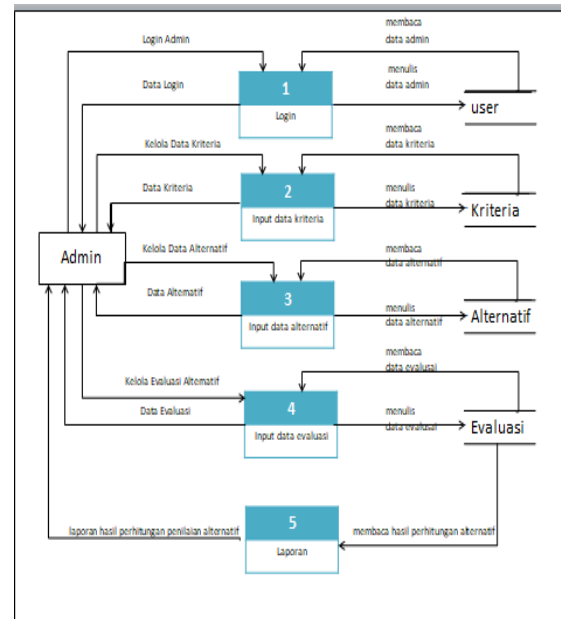 Login Admin
membaca
data admin
1
Login
Data Login
menulis
data admin
user
Kelola Data Kriteria
membaca
data kriteria
2
Input data kriteria
Data Kriteria
menulis
data kriteria
Kriteria
Admin
Kelola Data Alternatif
membaca
data alternatif
3
Input data alternatif
Data Alternatif
menulis
data alternatif
Alternatif
Kelola Evaluasi Alternatif
membaca
data evaluasi
4
Input data evaluasi
Data Evaluasi
menulis
data evaluasi
Evaluasi
5
Laporan
laporan hasil perhitungan penilaian alternatif
membaca hasil perhitungan alternatif